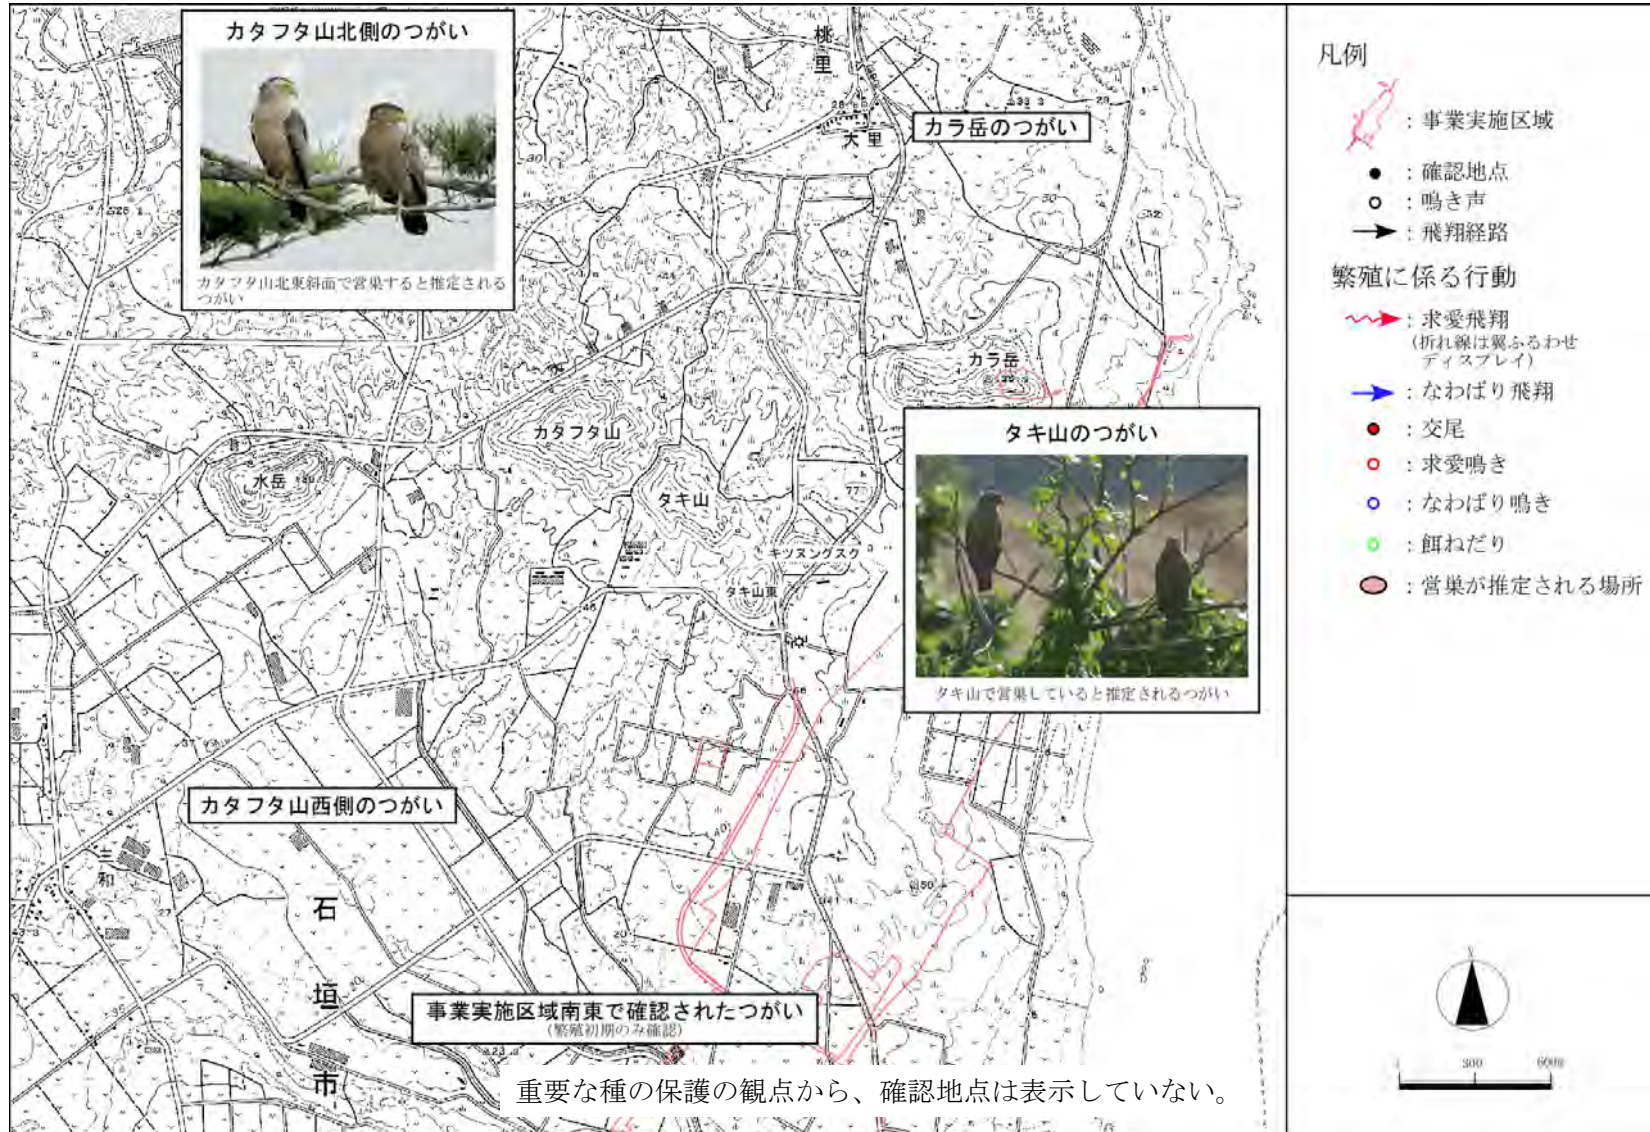 カタフタ山北側のつがい
カタフタ山北東斜面で営巣すると推定される
つがい
桃里
大里
カラ岳のつがい
カラ岳
カタフタ山
水岳
タキ山
キツヌングスク
タキ山東
タキ山のつがい
タキ山で営巣していると推定されるつがい
カタフタ山西側のつがい
三和
石垣市
事業実施区域南東で確認されたつがい
(繁殖初期のみ確認)
重要な種の保護の観点から、確認地点は表示していない。
凡例
：事業実施区域
：確認地点
：鳴き声
：飛翔経路
繁殖に係る行動
：求愛飛翔
(折れ線は翼ふるわせ
ディスプレイ)
：なわばり飛翔
：交尾
：求愛鳴き
：なわばり鳴き
：餌ねだり
：営巣が推定される場所
300 600m